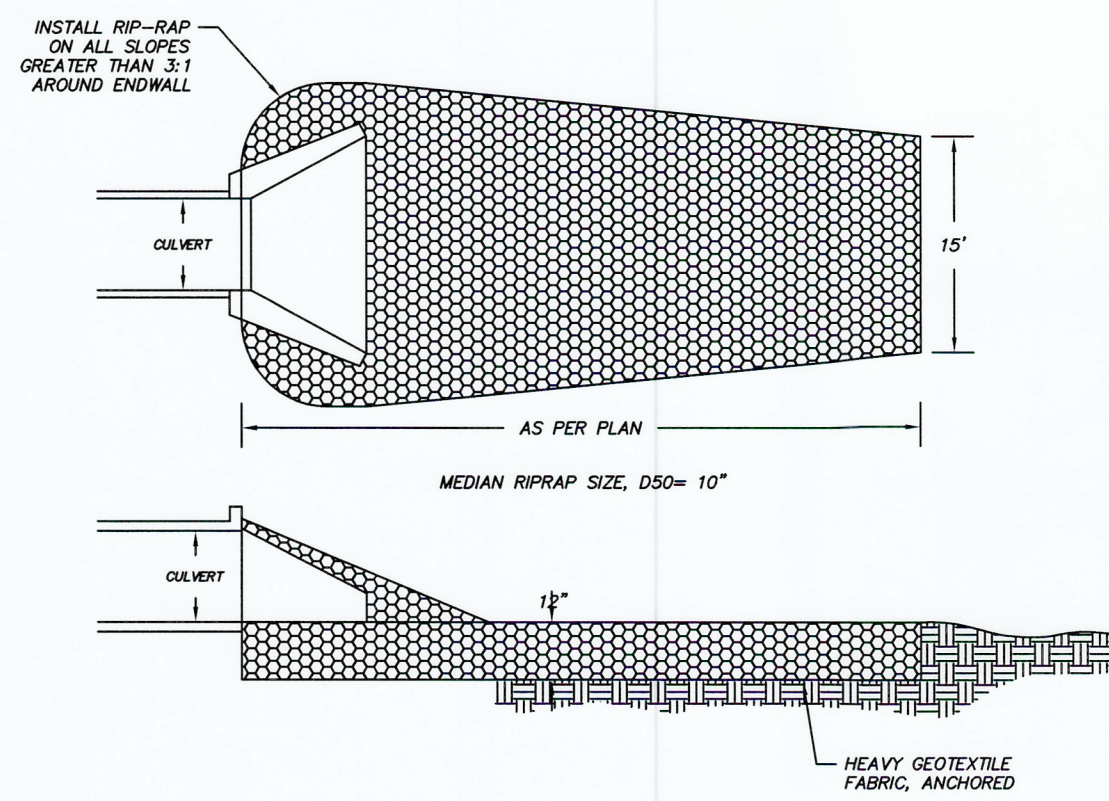 INSTALL RIP-RAP
ON ALL SLOPES
GREATER THAN 3:1
AROUND ENDWALL
CULVERT
15'
AS PER PLAN
MEDIAN RIPRAP SIZE, D50= 10"
CULVERT
12"
HEAVY GEOTEXTILE
FABRIC, ANCHORED